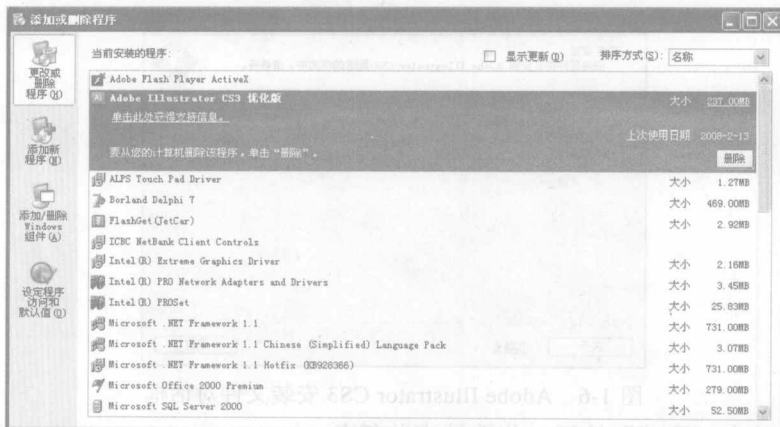 添加或删除程序
更改或
删除
程序(H)
添加新
程序(N)
添加/删除
Windows
组件(A)
设定程序
访问和
默认值(O)
当前安装的程序:
显示更新(D)
排序方式(S): 名称
Adobe Flash Player ActiveX
Adobe Illustrator CS3 优化版 大小 237.00MB
单击此处获得支持信息。
上次使用日期 2008-2-13
要从您的计算机删除该程序，单击“删除”。
删除
ALPS Touch Pad Driver 大小 1.27MB
Borland Delphi 7 大小 469.00MB
FlashGet(JetCar) 大小 2.92MB
ICBC NetBank Client Controls
Intel(R) Extreme Graphics Driver 大小 2.16MB
Intel(R) PRO Network Adapters and Drivers 大小 3.45MB
Intel(R) PROSet 大小 25.83MB
Microsoft .NET Framework 1.1 大小 731.00MB
Microsoft .NET Framework 1.1 Chinese (Simplified) Language Pack 大小 3.07MB
Microsoft .NET Framework 1.1 Hotfix (KB928366) 大小 731.00MB
Microsoft Office 2000 Premium 大小 279.00MB
Microsoft SQL Server 2000 大小 52.50MB